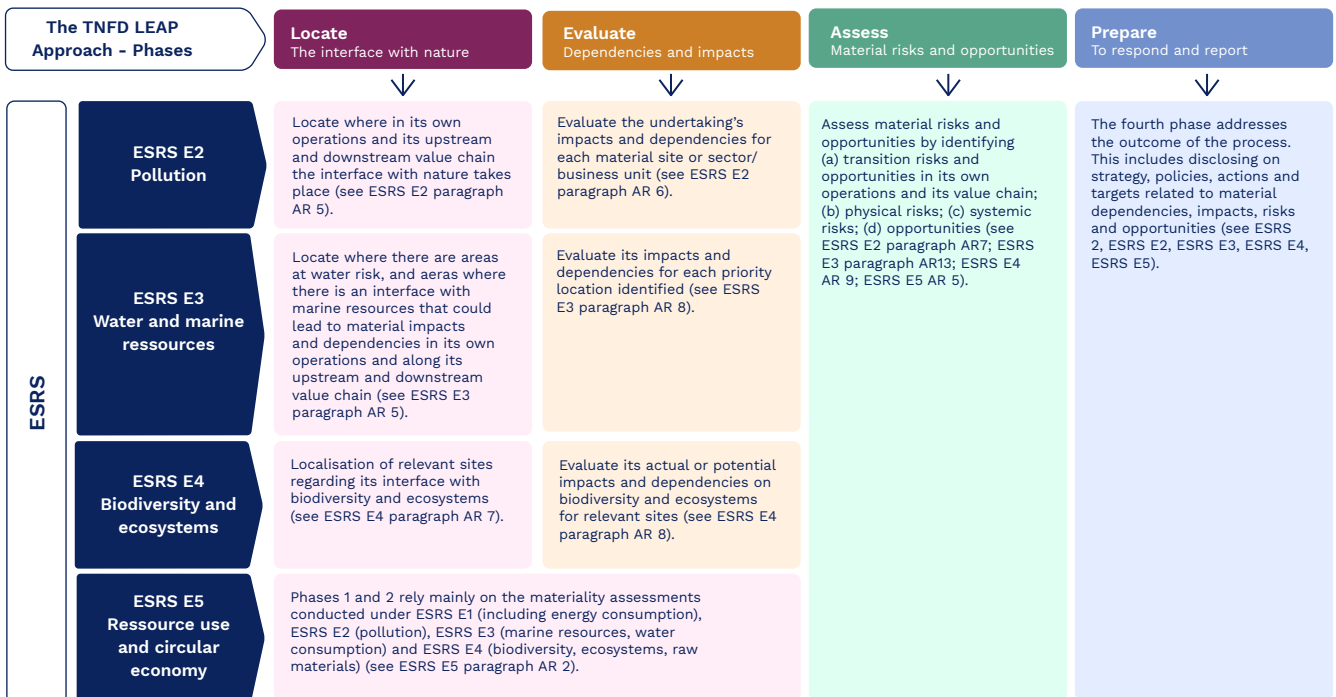 The TNFD LEAP
Approach - Phases
Locate
The interface with nature
Evaluate
Dependencies and impacts
Assess
Material risks and opportunities
Prepare
To respond and report
ESRS
ESRS E2
Pollution
Locate where in its own
operations and its upstream
and downstream value chain
the interface with nature takes
place (see ESRS E2 paragraph
AR 5).
Evaluate the undertaking’s
impacts and dependencies for
each material site or sector/
business unit (see ESRS E2
paragraph AR 6).
Assess material risks and
opportunities by identifying
(a) transition risks and
opportunities in its own
operations and its value chain;
(b) physical risks; (c) systemic
risks; (d) opportunities (see
ESRS E2 paragraph AR7; ESRS
E3 paragraph AR13; ESRS E4
AR 9; ESRS E5 AR 5).
The fourth phase addresses
the outcome of the process.
This includes disclosing on
strategy, policies, actions and
targets related to material
dependencies, impacts, risks
and opportunities (see ESRS
2, ESRS E2, ESRS E3, ESRS E4,
ESRS E5).
ESRS E3
Water and marine
ressources
Locate where there are areas
at water risk, and aeras where
there is an interface with
marine resources that could
lead to material impacts
and dependencies in its own
operations and along its
upstream and downstream
value chain (see ESRS E3
paragraph AR 5).
Evaluate its impacts and
dependencies for each priority
location identified (see ESRS
E3 paragraph AR 8).
ESRS E4
Biodiversity and
ecosystems
Localisation of relevant sites
regarding its interface with
biodiversity and ecosystems
(see ESRS E4 paragraph AR 7).
Evaluate its actual or potential
impacts and dependencies on
biodiversity and ecosystems
for relevant sites (see ESRS E4
paragraph AR 8).
ESRS E5
Ressource use
and circular
economy
Phases 1 and 2 rely mainly on the materiality assessments
conducted under ESRS E1 (including energy consumption),
ESRS E2 (pollution), ESRS E3 (marine resources, water
consumption) and ESRS E4 (biodiversity, ecosystems, raw
materials) (see ESRS E5 paragraph AR 2).